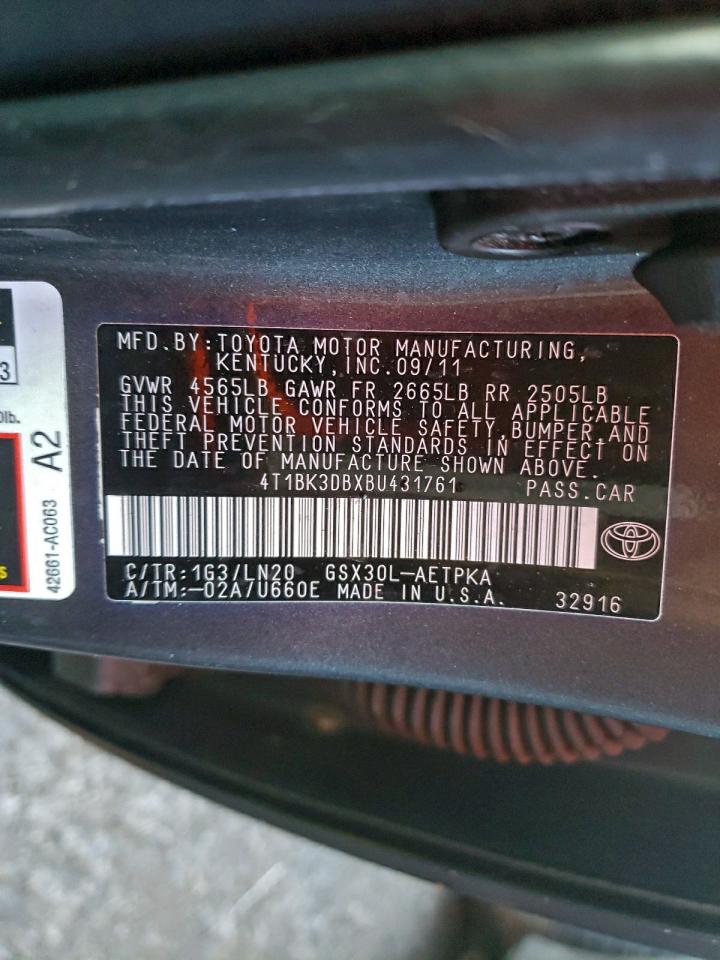 MFD.BY:TOYOTA MOTOR MANUFACTURING,
KENTUCKY,INC.09/11
GVWR 4565LB GAWR FR 2665LB RR 2505LB
THIS VEHICLE CONFORMS TO ALL APPLICABLE
FEDERAL MOTOR VEHICLE SAFETY,BUMPER,AND
THEFT PREVENTION STANDARDS IN EFFECT ON
THE DATE OF MANUFACTURE SHOWN ABOVE.
4T1BK3DBXBU431761 PASS.CAR
C/TR:1G3/LN20 GSX30L-AETPKA
A/TM:-02A/U660E MADE IN U.S.A. 32916
3
lb.
A2
42661-AC063
S